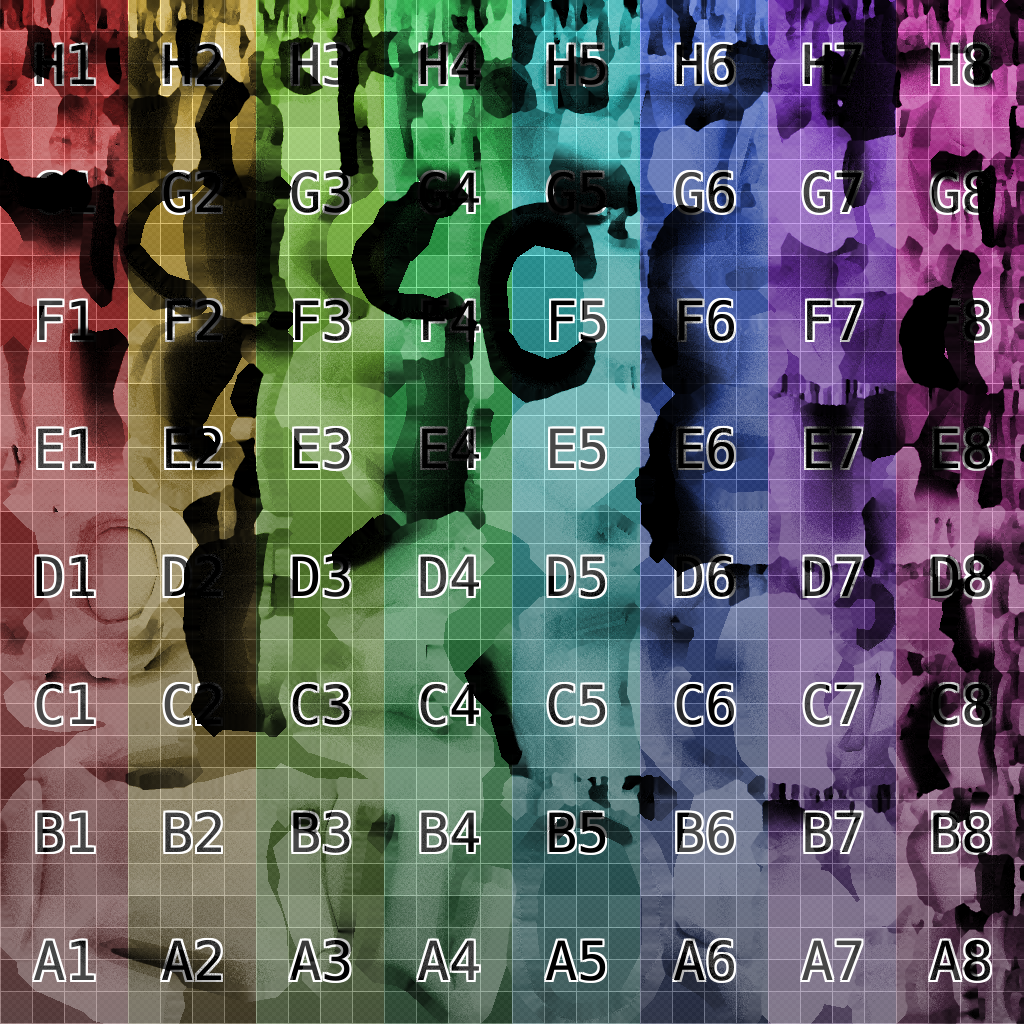 H1 H2 H3 H4 H5 H6 H7 H8
G1 G2 G3 G4 G5 G6 G7 G8
F1 F2 F3 F4 F5 F6 F7 F8
E1 E2 E3 E4 E5 E6 E7 E8
D1 D2 D3 D4 D5 D6 D7 D8
C1 C2 C3 C4 C5 C6 C7 C8
B1 B2 B3 B4 B5 B6 B7 B8
A1 A2 A3 A4 A5 A6 A7 A8